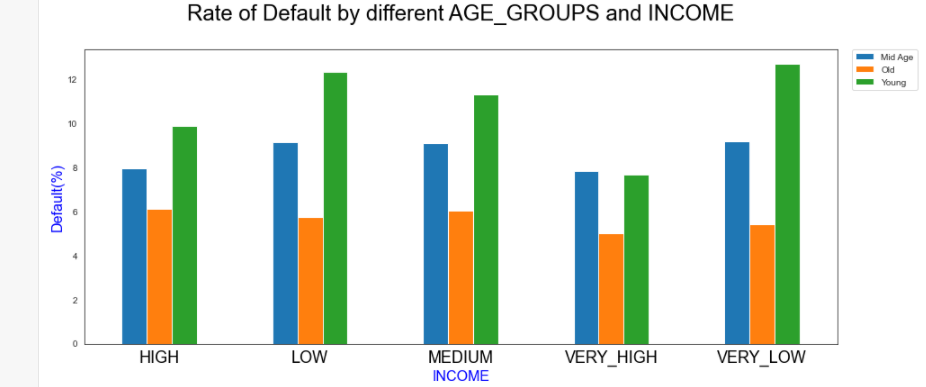 Rate of Default by different AGE_GROUPS and INCOME
Mid Age
Old
Young
Default(%)
12
10
8
6
4
2
0
HIGH LOW MEDIUM VERY_HIGH VERY_LOW
INCOME